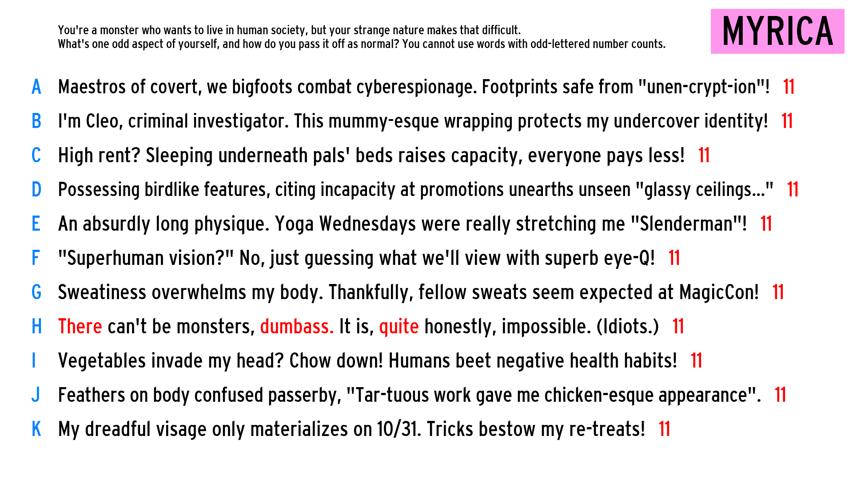 You're a monster who wants to live in human society, but your strange nature makes that difficult.
What's one odd aspect of yourself, and how do you pass it off as normal? You cannot use words with odd-lettered number counts.
MYRICA
A Maestros of covert, we bigfoots combat cyberespionage. Footprints safe from "unen-crypt-ion"! 11
B I'm Cleo, criminal investigator. This mummy-esque wrapping protects my undercover identity! 11
C High rent? Sleeping underneath pals' beds raises capacity, everyone pays less! 11
D Possessing birdlike features, citing incapacity at promotions unearths unseen "glassy ceilings..." 11
E An absurdly long physique. Yoga Wednesdays were really stretching me "Slenderman"! 11
F "Superhuman vision?" No, just guessing what we'll view with superb eye-Q! 11
G Sweatiness overwhelms my body. Thankfully, fellow sweats seem expected at MagicCon! 11
H There can't be monsters, dumbass. It is, quite honestly, impossible. (Idiots.) 11
I Vegetables invade my head? Chow down! Humans beet negative health habits! 11
J Feathers on body confused passerby, "Tar-tuous work gave me chicken-esque appearance". 11
K My dreadful visage only materializes on 10/31. Tricks bestow my re-treats! 11